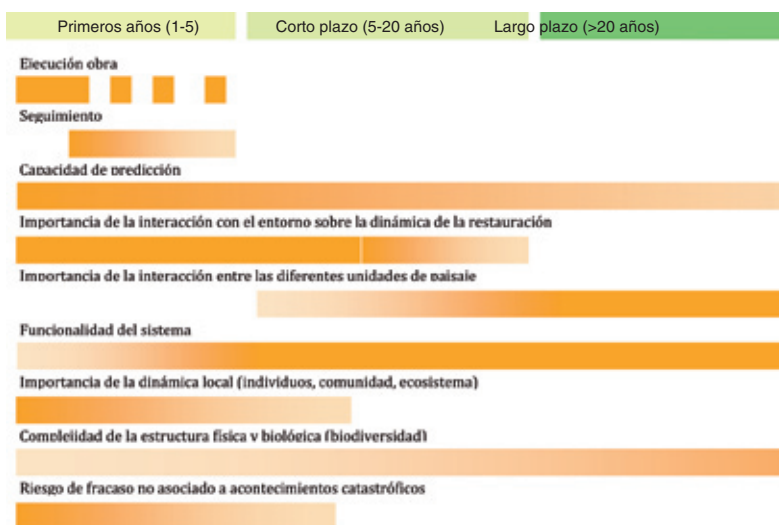 Primeros años (1-5) Corto plazo (5-20 años) Largo plazo (>20 años)
Ejecución obra
Seguimiento
Capacidad de predicción
Importancia de la interacción con el entorno sobre la dinámica de la restauración
Importancia de la interacción entre las diferentes unidades de paisaje
Funcionalidad del sistema
Importancia de la dinámica local (individuos, comunidad, ecosistema)
Complejidad de la estructura física y biológica (biodiversidad)
Riesgo de fracaso no asociado a acontecimientos catastróficos